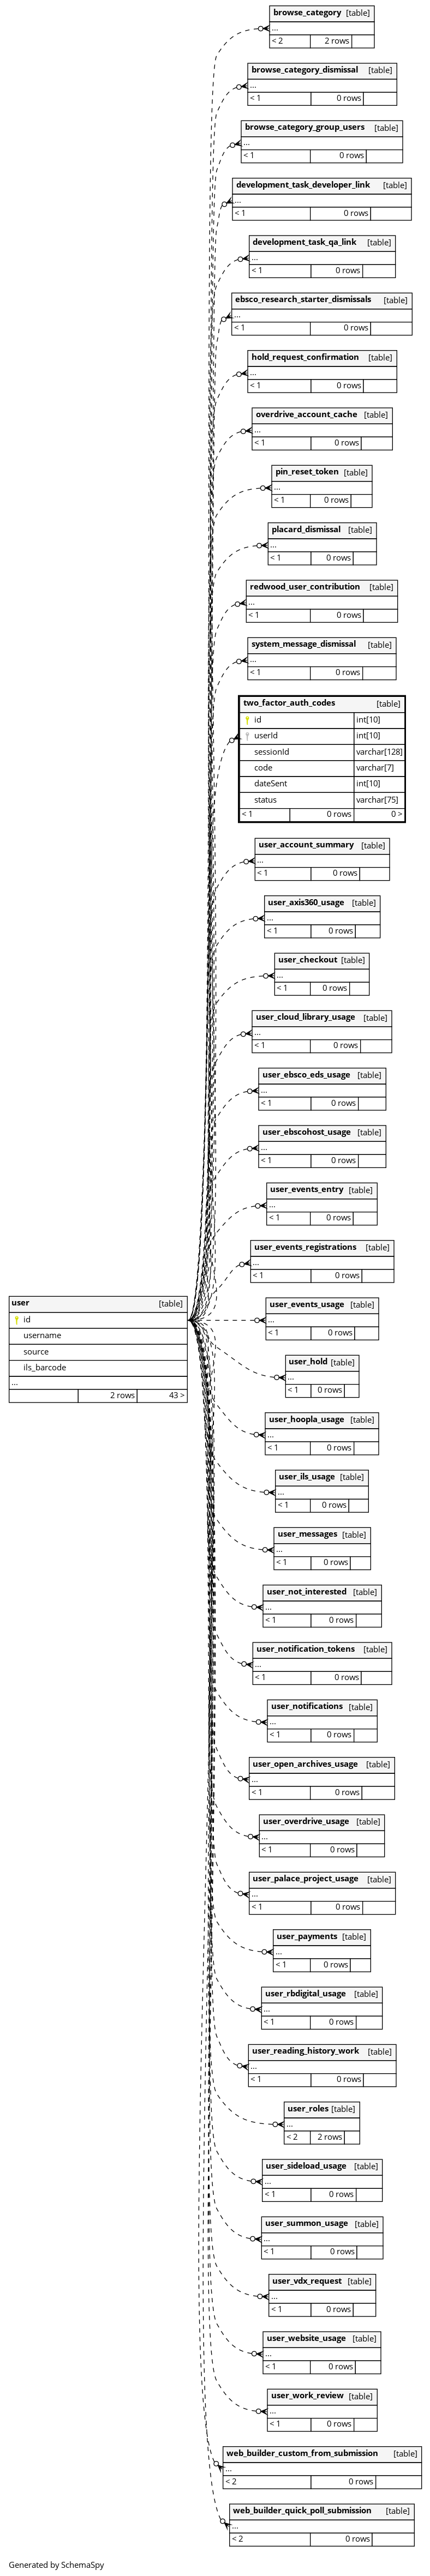 browse_category [table]
...
< 2 2 rows
browse_category_dismissal [table]
...
< 1 0 rows
browse_category_group_users [table]
...
< 1 0 rows
development_task_developer_link [table]
...
< 1 0 rows
development_task_qa_link [table]
...
< 1 0 rows
ebsco_research_starter_dismissals [table]
...
< 1 0 rows
hold_request_confirmation [table]
...
< 1 0 rows
overdrive_account_cache [table]
...
< 1 0 rows
pin_reset_token [table]
...
< 1 0 rows
placard_dismissal [table]
...
< 1 0 rows
redwood_user_contribution [table]
...
< 1 0 rows
system_message_dismissal [table]
...
< 1 0 rows
two_factor_auth_codes [table]
id int[10]
userId int[10]
sessionId varchar[128]
code varchar[7]
dateSent int[10]
status varchar[75]
< 1 0 rows 0 >
user_account_summary [table]
...
< 1 0 rows
user_axis360_usage [table]
...
< 1 0 rows
user_checkout [table]
...
< 1 0 rows
user_cloud_library_usage [table]
...
< 1 0 rows
user_ebsco_eds_usage [table]
...
< 1 0 rows
user_ebscohost_usage [table]
...
< 1 0 rows
user_events_entry [table]
...
< 1 0 rows
user_events_registrations [table]
...
< 1 0 rows
user [table]
id
username
source
ils_barcode
...
2 rows 43 >
user_events_usage [table]
...
< 1 0 rows
user_hold [table]
...
< 1 0 rows
user_hoopla_usage [table]
...
< 1 0 rows
user_ils_usage [table]
...
< 1 0 rows
user_messages [table]
...
< 1 0 rows
user_not_interested [table]
...
< 1 0 rows
user_notification_tokens [table]
...
< 1 0 rows
user_notifications [table]
...
< 1 0 rows
user_open_archives_usage [table]
...
< 1 0 rows
user_overdrive_usage [table]
...
< 1 0 rows
user_palace_project_usage [table]
...
< 1 0 rows
user_payments [table]
...
< 1 0 rows
user_rbdigital_usage [table]
...
< 1 0 rows
user_reading_history_work [table]
...
< 1 0 rows
user_roles [table]
...
< 2 2 rows
user_sideload_usage [table]
...
< 1 0 rows
user_summon_usage [table]
...
< 1 0 rows
user_vdx_request [table]
...
< 1 0 rows
user_website_usage [table]
...
< 1 0 rows
user_work_review [table]
...
< 1 0 rows
web_builder_custom_from_submission [table]
...
< 2 0 rows
web_builder_quick_poll_submission [table]
...
< 2 0 rows
Generated by SchemaSpy